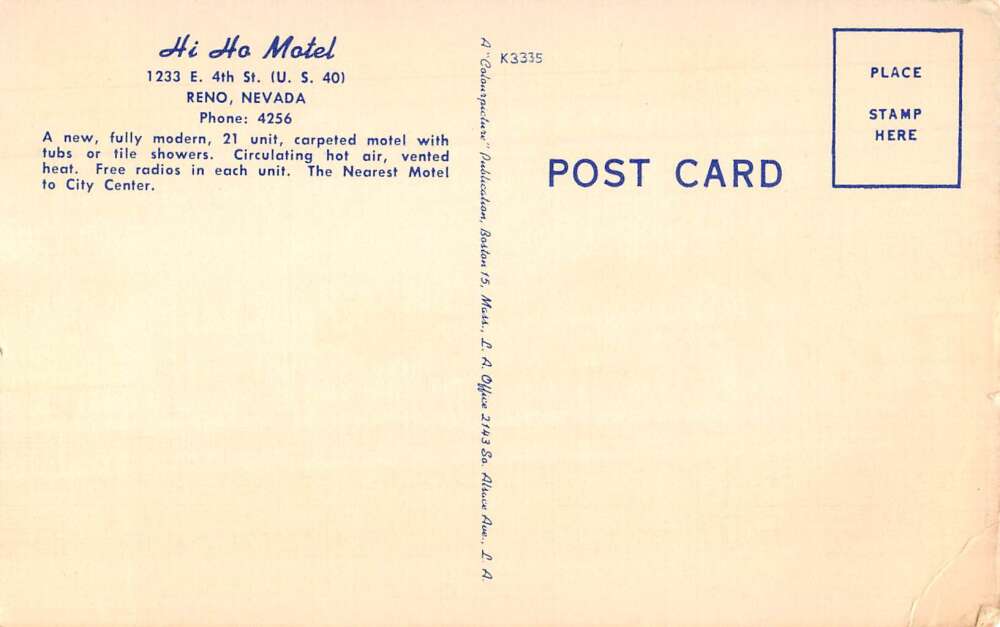 Hi Ho Motel
1233 E. 4th St. (U. S. 40)
RENO, NEVADA
Phone: 4256
A new, fully modern, 21 unit, carpeted motel with
tubs or tile showers. Circulating hot air, vented
heat. Free radios in each unit. The Nearest Motel
to City Center.
A "Colourpicture" Publication, Boston 15, Mass., L. A. Office 2143 So. Alsace Ave., L. A.
K3335
POST CARD
PLACE
STAMP
HERE